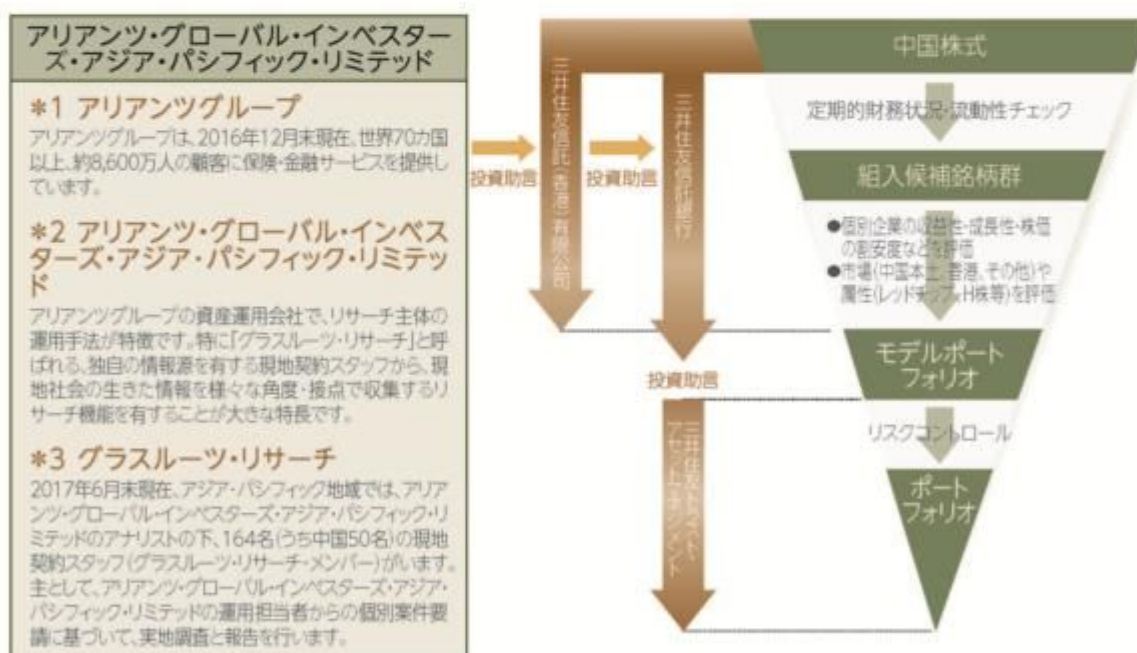 アリアンツ・グローバル・インベスター
ズ・アジア・パシフィック・リミテッド
*1 アリアンツグループ
アリアンツグループは、2016年12月末現在、世界70カ国
以上、約8,600万人の顧客に保険・金融サービスを提供し
ています。
*2 アリアンツ・グローバル・インベス
ターズ・アジア・パシフィック・リミテッ
ド
アリアンツグループの資産運用会社で、リサーチ主体の
運用手法が特徴です。特に「グラスルーツ・リサーチ」と呼
ばれる、独自の情報源を有する現地契約スタッフから、現
地社会の生きた情報を様々な角度・接点で収集するリ
サーチ機能を有することが大きな特長です。
*3 グラスルーツ・リサーチ
2017年6月末現在、アジア・パシフィック地域では、アリア
ンツ・グローバル・インベスターズ・アジア・パシフィック・リ
ミテッドのアナリストの下、164名(うち中国50名)の現地
契約スタッフ(グラスルーツ・リサーチ・メンバー)がいます。
主として、アリアンツ・グローバル・インベスターズ・アジア・
パシフィック・リミテッドの運用担当者からの個別案件要
請に基づいて、実地調査と報告を行います。
投資助言
三井住友信託(香港)有限公司
投資助言
三井住友信託銀行
投資助言
三井住友トラスト・
アセットマネジメント
中国株式
定期的財務状況・流動性チェック
組入候補銘柄群
●個別企業の収益性・成長性・株価
の割安度などを評価
●市場(中国本土、香港、その他)や
属性(レッドチップ、H株等)を評価
モデルポート
フォリオ
リスクコントロール
ポート
フォリオ